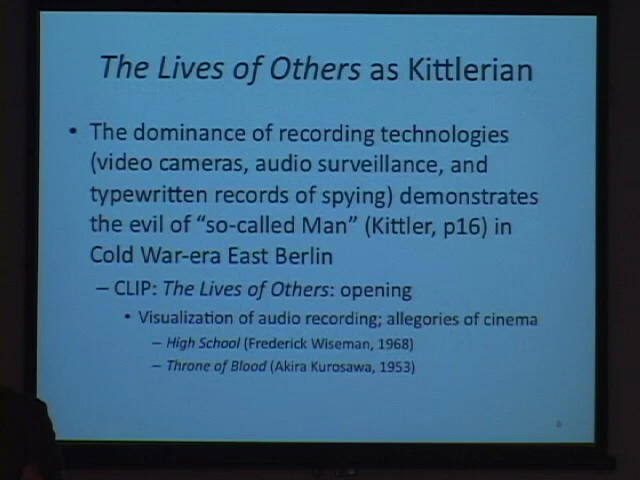 The Lives of Others as Kittlerian
• The dominance of recording technologies
(video cameras, audio surveillance, and
typewritten records of spying) demonstrates
the evil of “so-called Man” (Kittler, p16) in
Cold War-era East Berlin
– CLIP: The Lives of Others: opening
• Visualization of audio recording; allegories of cinema
– High School (Frederick Wiseman, 1968)
– Throne of Blood (Akira Kurosawa, 1953)